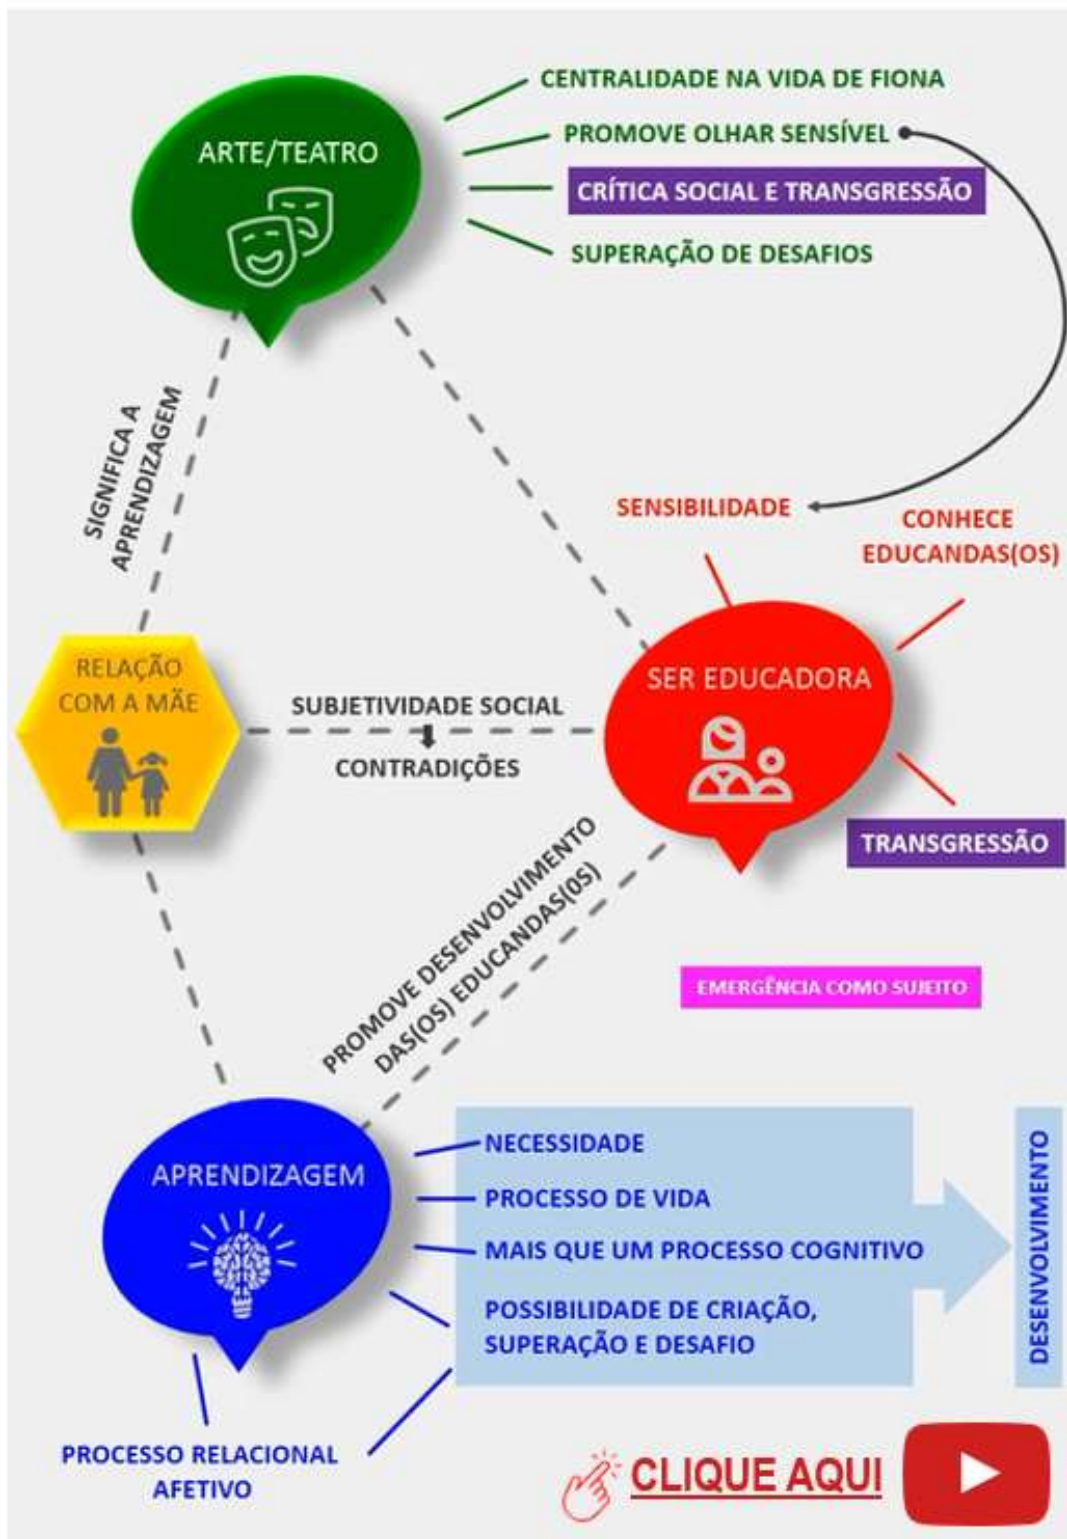 CENTRALIDADE NA VIDA DE FIONA
ARTE/TEATRO
PROMOVE OLHAR SENSÍVEL
CRÍTICA SOCIAL E TRANSGRESSÃO
SUPERAÇÃO DE DESAFIOS
SIGNIFICA A
APRENDIZAGEM
SENSIBILIDADE
CONHECE
EDUCANDAS(OS)
RELAÇÃO
COM A MÃE
SUBJETIVIDADE SOCIAL
CONTRADIÇÕES
SER EDUCADORA
TRANSGRESSÃO
PROMOVE DESENVOLVIMENTO
DAS(OS) EDUCANDAS(0S)
EMERGÊNCIA COMO SUJEITO
APRENDIZAGEM
NECESSIDADE
PROCESSO DE VIDA
MAIS QUE UM PROCESSO COGNITIVO
POSSIBILIDADE DE CRIAÇÃO,
SUPERAÇÃO E DESAFIO
DESENVOLVIMENTO
PROCESSO RELACIONAL
AFETIVO
CLIQUE AQUI